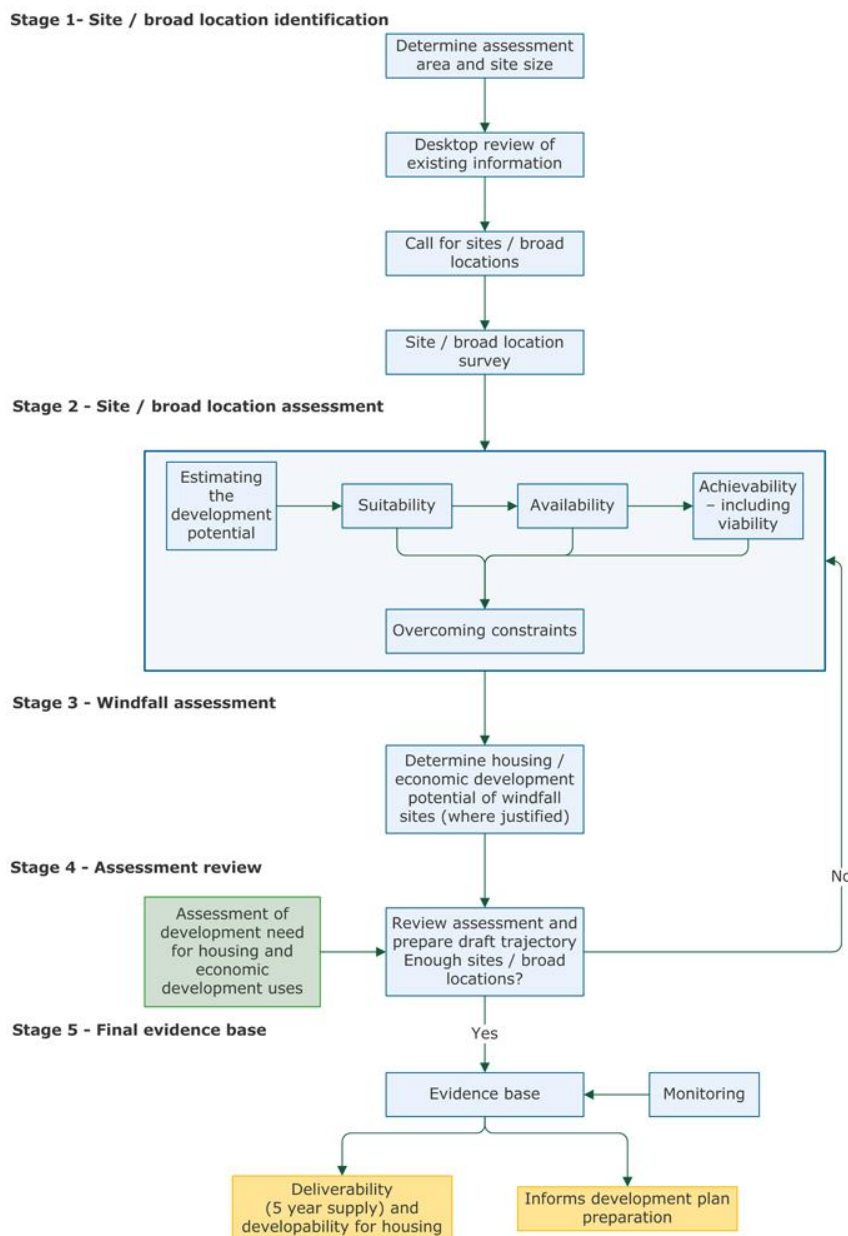 Stage 1- Site / broad location identification
Determine assessment
area and site size
Desktop review of
existing information
Call for sites / broad
locations
Site / broad location
survey
Stage 2 - Site / broad location assessment
Estimating
the
development
potential
Suitability
Availability
Achievability
– including
viability
Overcoming constraints
Stage 3 - Windfall assessment
Determine housing /
economic development
potential of windfall
sites (where justified)
Stage 4 - Assessment review
No
Assessment of
development need
for housing and
economic
development uses
Review assessment and
prepare draft trajectory
Enough sites / broad
locations?
Stage 5 - Final evidence base
Yes
Evidence base
Monitoring
Deliverability
(5 year supply) and
developability for housing
Informs development plan
preparation